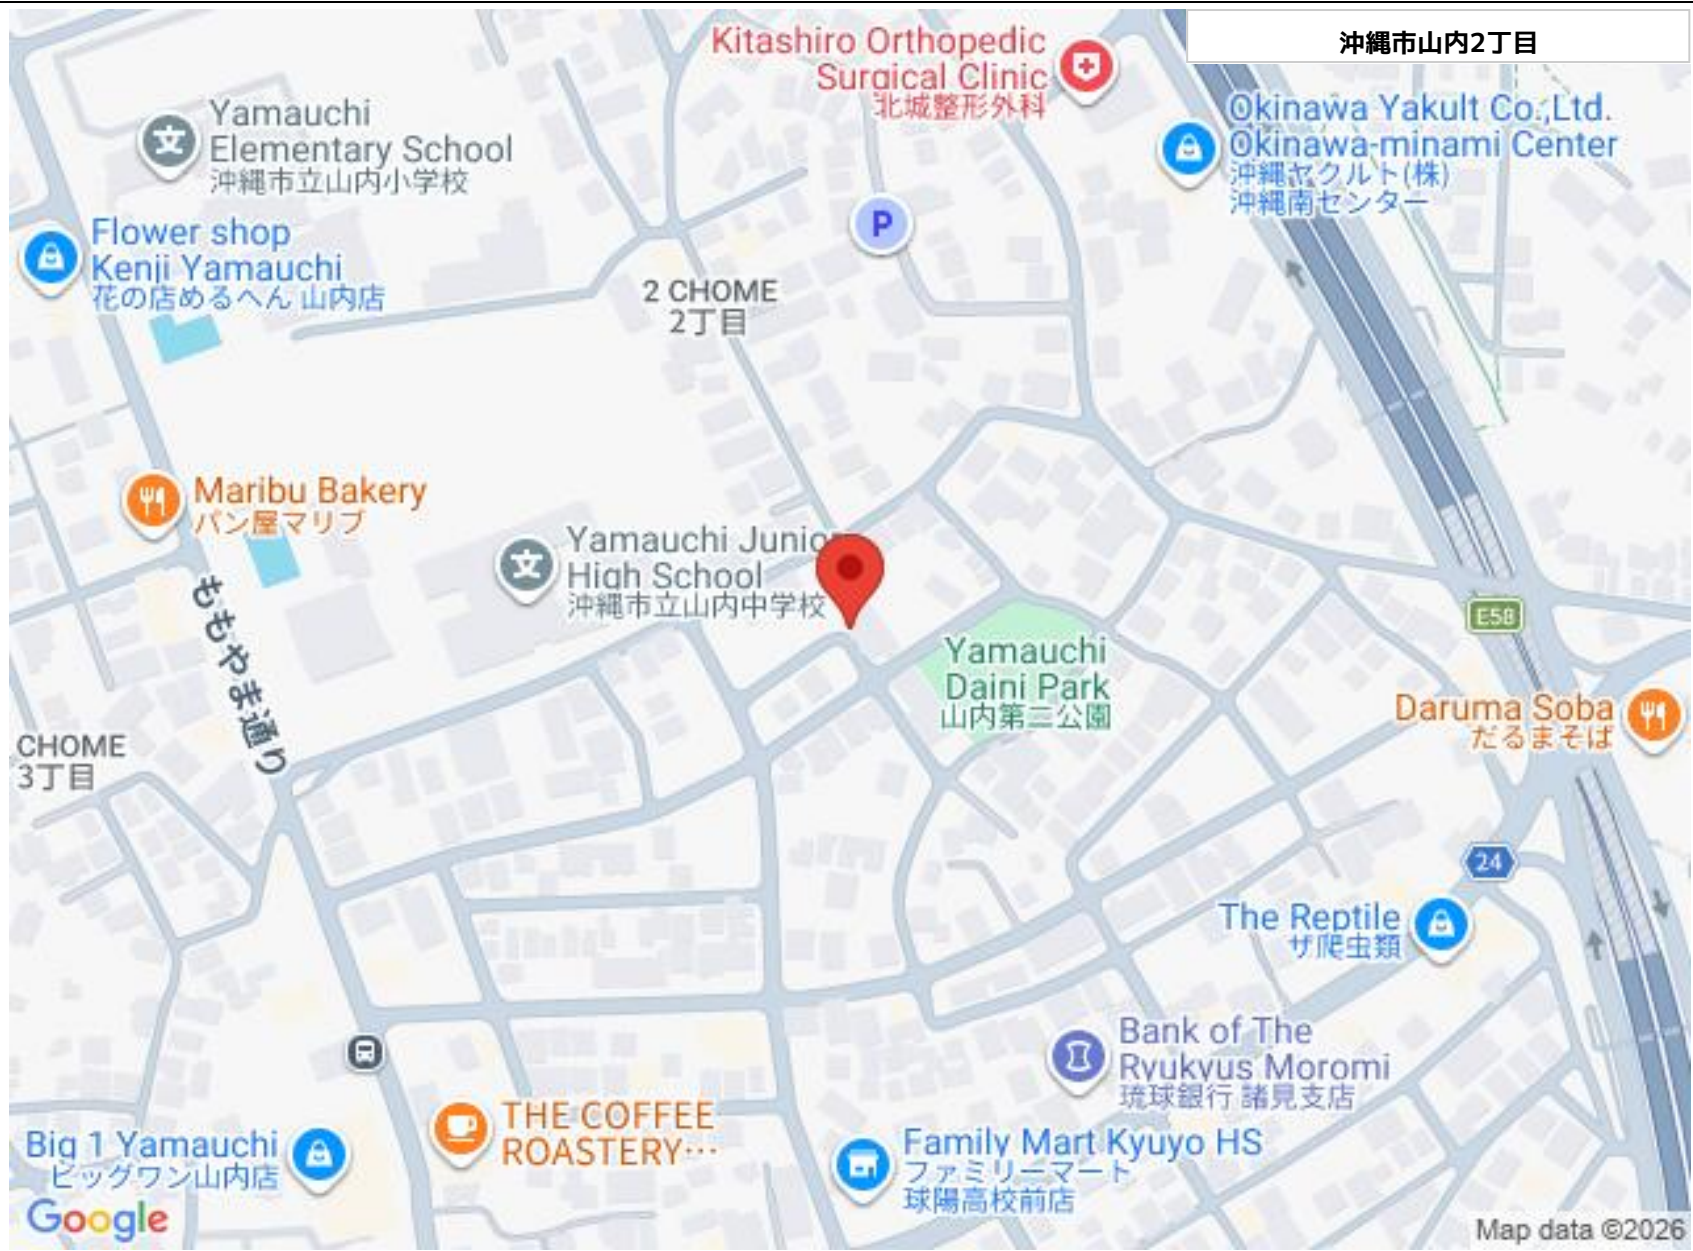 沖縄市山内2丁目
Kitashiro Orthopedic
Surgical Clinic
北城整形外科
Okinawa Yakult Co.,Ltd.
Okinawa-minami Center
沖縄ヤクルト(株)
沖縄南センター
Yamauchi
Elementary School
沖縄市立山内小学校
P
Flower shop
Kenji Yamauchi
花の店めるへん 山内店
2 CHOME
2丁目
Maribu Bakery
パン屋マリブ
Yamauchi Junior
High School
沖縄市立山内中学校
ももやま通り
E58
Yamauchi
Daini Park
山内第二公園
Daruma Soba
だるまそば
CHOME
3丁目
24
The Reptile
ザ爬虫類
Bank of The
Ryukyus Moromi
琉球銀行 諸見支店
THE COFFEE
ROASTERY…
Big 1 Yamauchi
ビッグワン山内店
Family Mart Kyuyo HS
ファミリーマート
球陽高校前店
Google
Map data ©2026